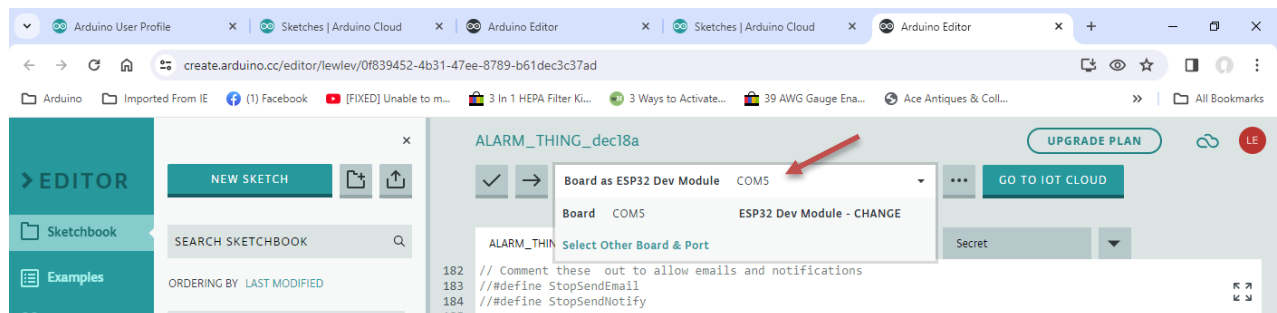 Arduino User Profile
Sketches | Arduino Cloud
Arduino Editor
Sketches | Arduino Cloud
Arduino Editor
create.arduino.cc/editor/lewlev/0f839452-4b31-47ee-8789-b61dec3c37ad
Arduino
Imported From IE
(1) Facebook
[FIXED] Unable to m...
3 In 1 HEPA Filter Ki...
3 Ways to Activate...
39 AWG Gauge Ena...
Ace Antiques & Coll...
»
All Bookmarks
ALARM_THING_dec18a
UPGRADE PLAN
LE
>EDITOR
NEW SKETCH
Board as ESP32 Dev Module COM5
GO TO IOT CLOUD
Board COM5 ESP32 Dev Module - CHANGE
Sketchbook
SEARCH SKETCHBOOK
ALARM_THIN
Select Other Board & Port
Secret
Examples
ORDERING BY LAST MODIFIED
182 // Comment these out to allow emails and notifications
183 //#define StopSendEmail
184 //#define StopSendNotify